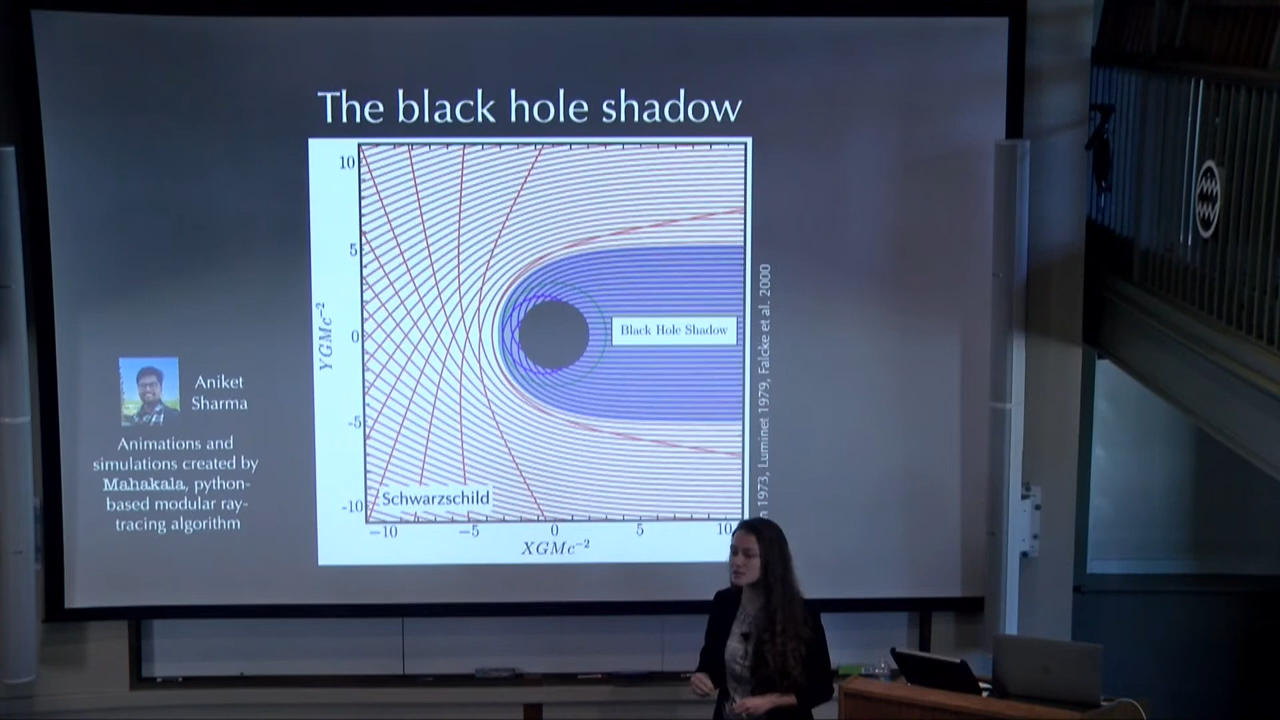 The black hole shadow
10
5
0
-5
-10
YGMc⁻²
Black Hole Shadow
Schwarzschild
−10
−5
0
5
10
XGMc⁻²
1973, Luminet 1979, Falcke et al. 2000
Aniket
Sharma
Animations and
simulations created by
Mahakala, python-
based modular ray-
tracing algorithm